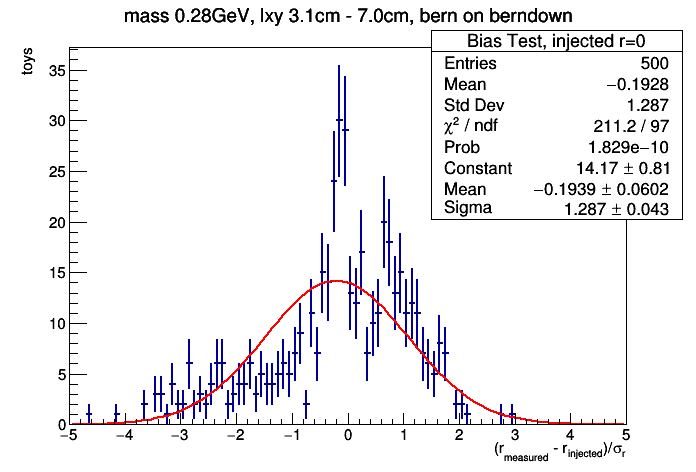 mass 0.28GeV, lxy 3.1cm - 7.0cm, bern on berndown
Bias Test, injected r=0
Entries 500
Mean −0.1928
Std Dev 1.287
χ² / ndf 211.2 / 97
Prob 1.829e−10
Constant 14.17 ± 0.81
Mean −0.1939 ± 0.0602
Sigma 1.287 ± 0.043
toys
35
30
25
20
15
10
5
0
−5 −4 −3 −2 −1 0 1 2 3 4 5
(r_measured - r_injected)/σ_r